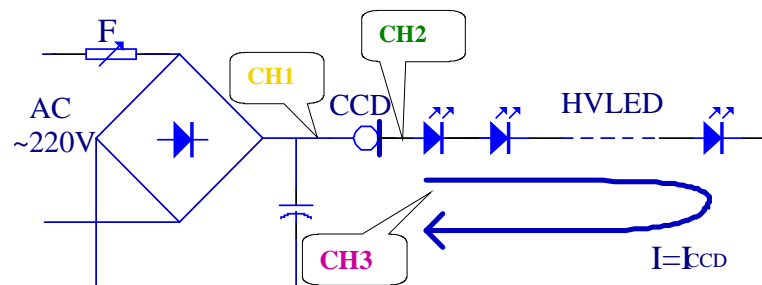 F
CH2
CH1
CCD
AC
~220V
HVLED
CH3
I=ICCD